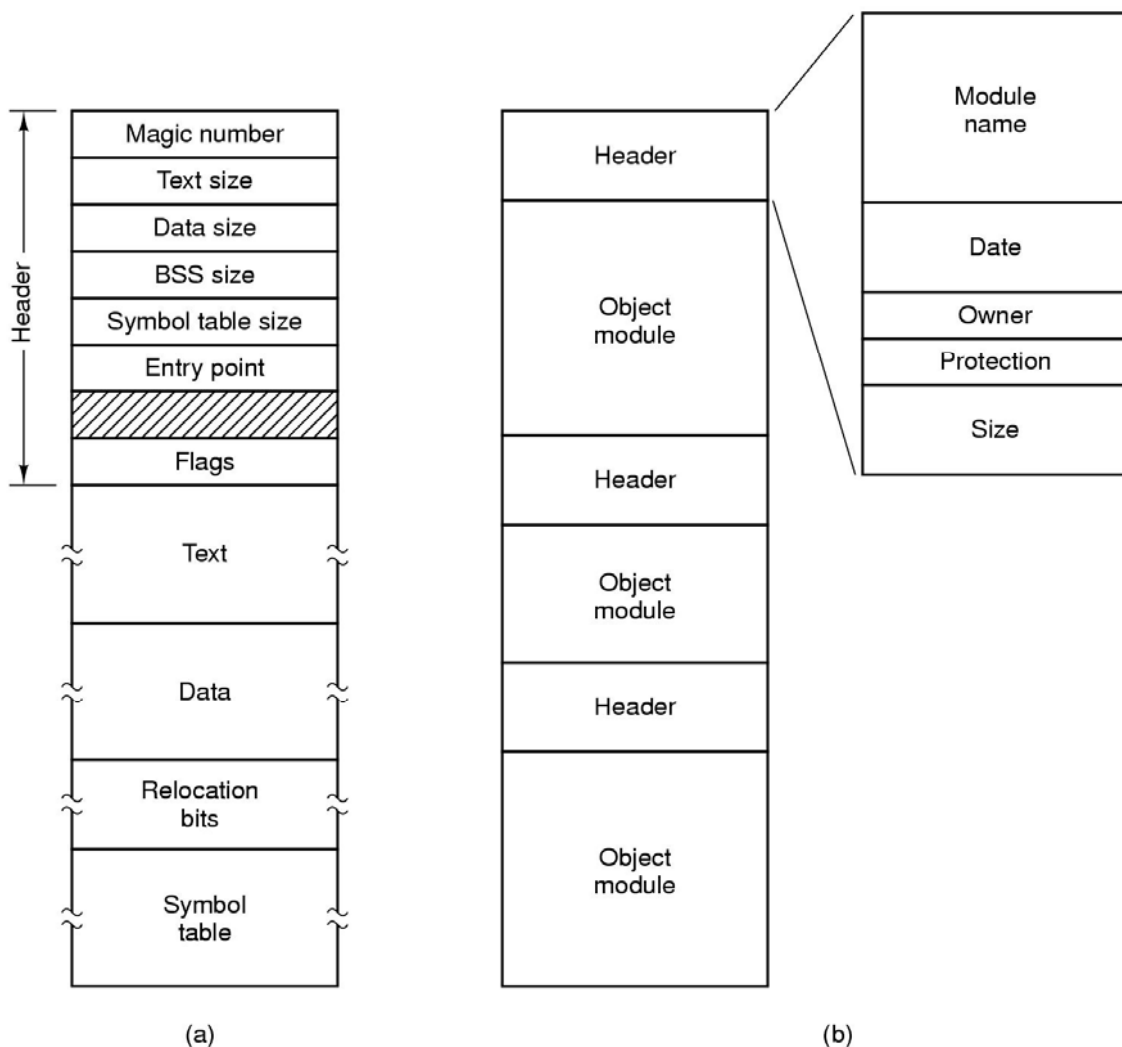 Header
Magic number
Text size
Data size
BSS size
Symbol table size
Entry point
Flags
Text
Data
Relocation
bits
Symbol
table
(a)
Header
Object
module
Header
Object
module
Header
Object
module
Module
name
Date
Owner
Protection
Size
(b)